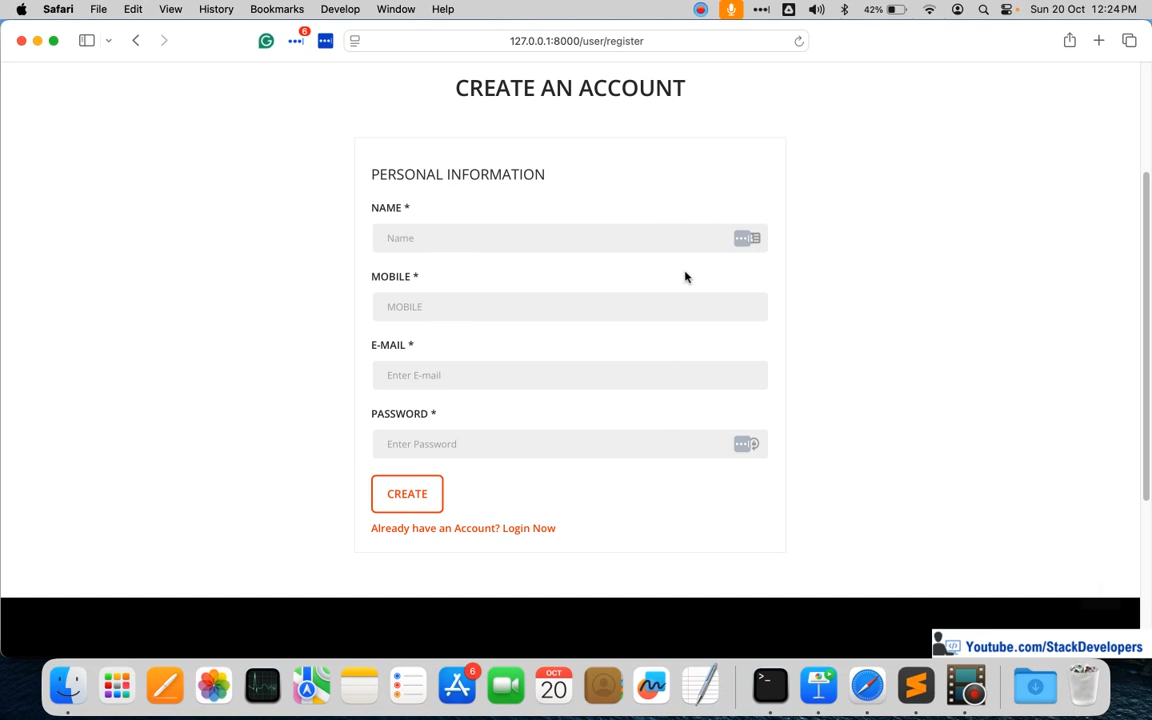 Safari File Edit View History Bookmarks Develop Window Help 42% Sun 20 Oct 12:24 PM
6 127.0.0.1:8000/user/register
CREATE AN ACCOUNT
PERSONAL INFORMATION
NAME *
Name
MOBILE *
MOBILE
E-MAIL *
Enter E-mail
PASSWORD *
Enter Password
CREATE
Already have an Account? Login Now
Youtube.com/StackDevelopers
6
OCT
20